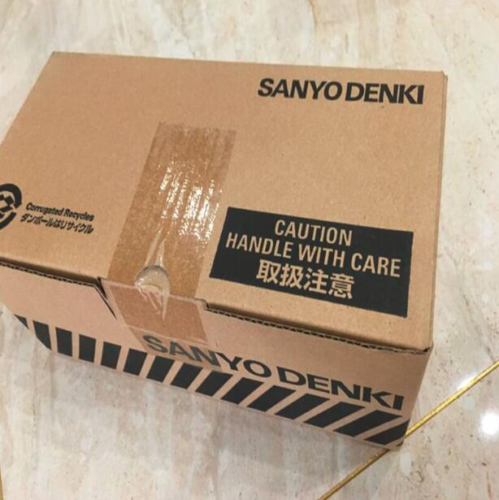 SANYO DENKI
Corrugated Recycles
ダンボールはリサイクル
CAUTION
HANDLE WITH CARE
取扱注意
SANYO DENKI